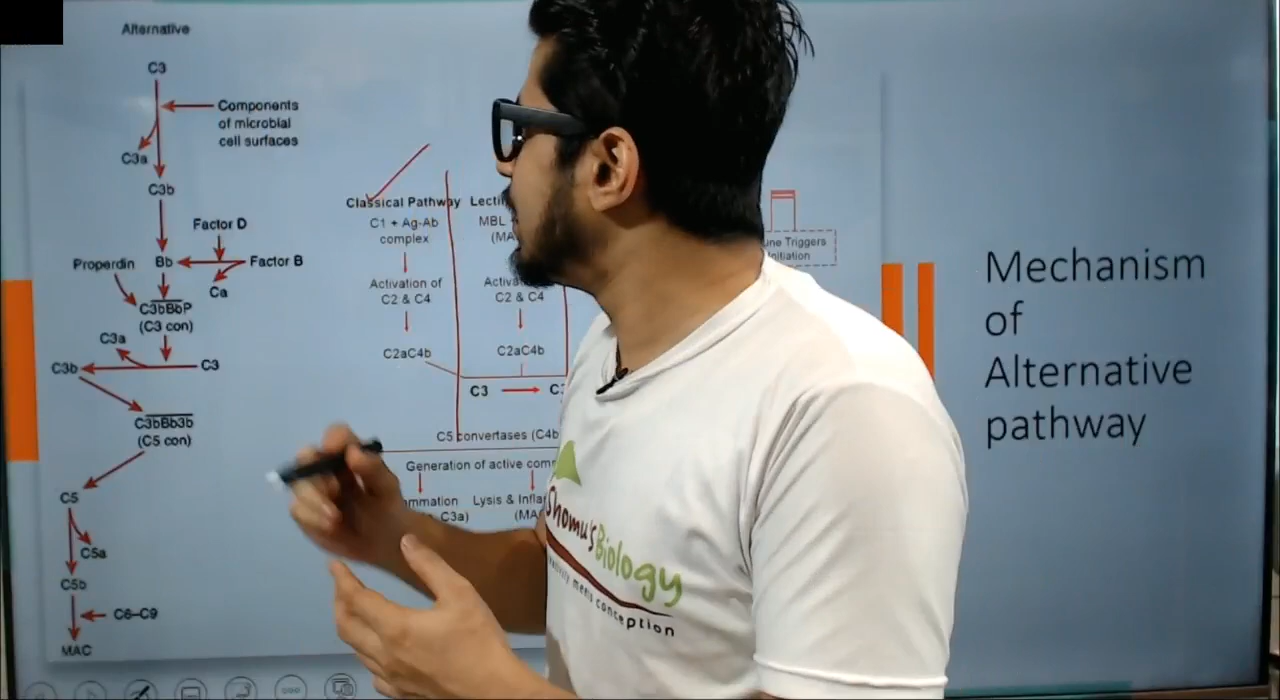 Alternative
C3
Components
of microbial
cell surfaces
C3a
C3b
Factor D
Properdin
Bb
Factor B
Ca
C3bBbP
(C3 con)
C3a
C3b
C3
C3bBb3b
(C5 con)
C5
C5a
C5b
C6–C9
MAC
Classical Pathway
C1 + Ag-Ab
complex
Activation of
C2 & C4
C2aC4b
MBL
C2 & C4
C2aC4b
C3
C5 convertases (C4b
Generation of active
Lysis &
C3a)
Triggers
Mechanism
of
Alternative
pathway
Shomu's
Biology
conception